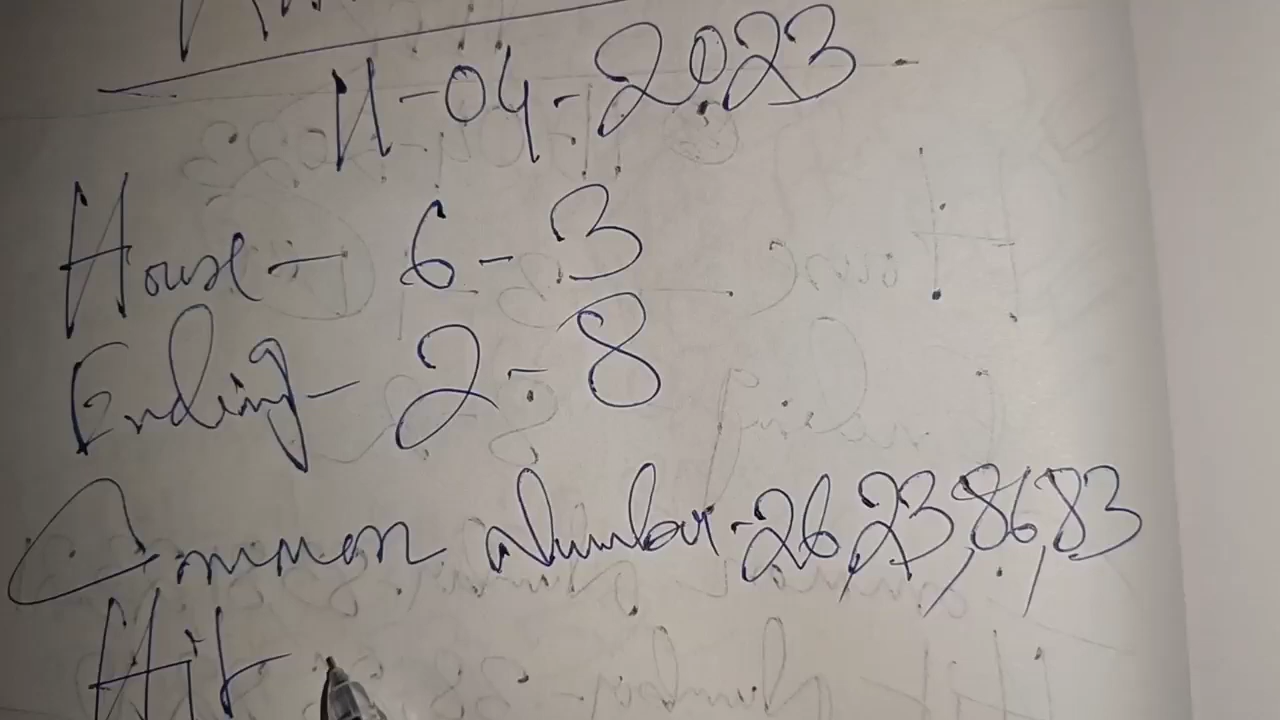 11-04-2023
House - 6-3
Ending - 2-8
Common Number - 26,23,86,83
Hit